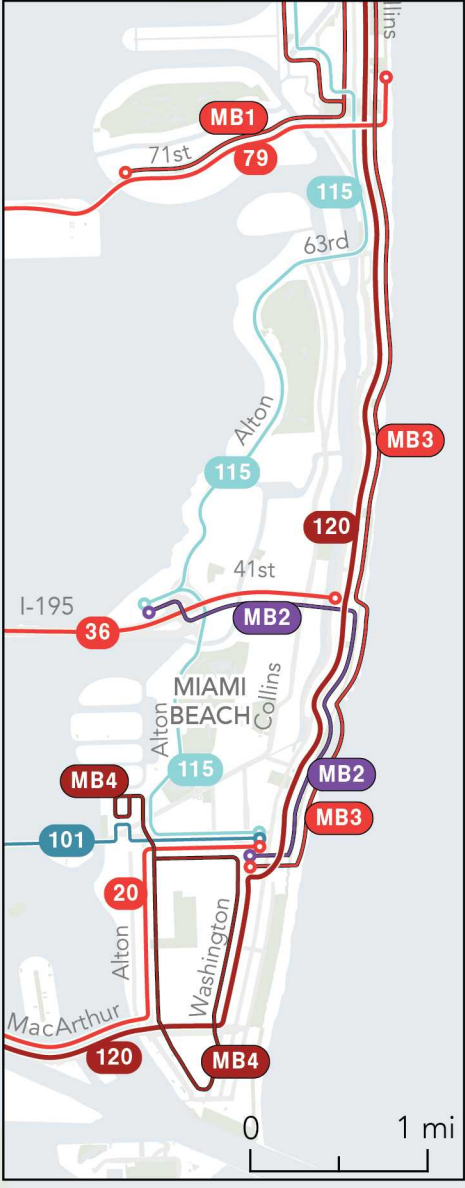 llins
MB1
71st
79
115
63rd
Alton
MB3
115
120
41st
I-195
36
MB2
MIAMI
BEACH
Collins
Alton
115
MB2
MB4
MB3
101
20
Alton
Washington
MacArthur
120
MB4
0 1 mi